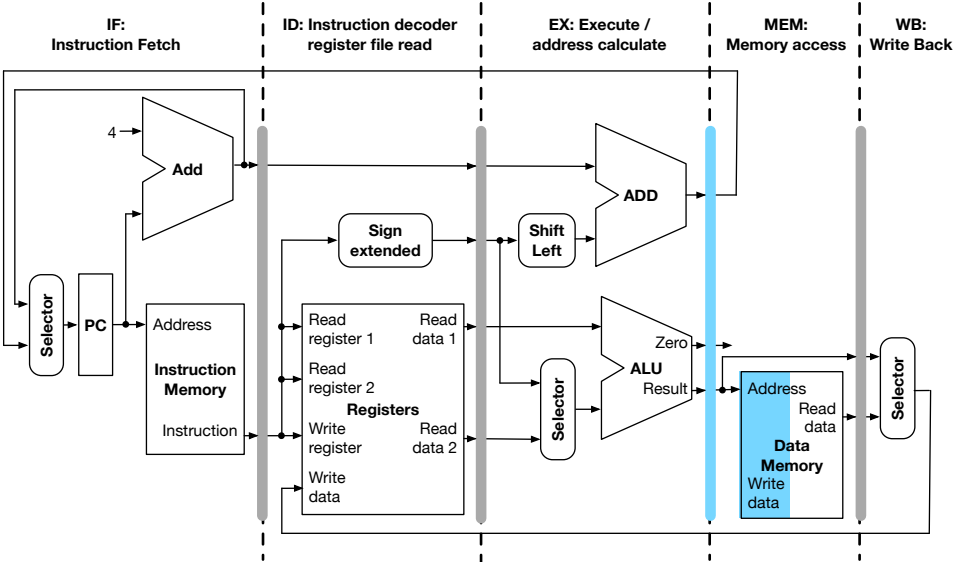 IF:
Instruction Fetch
ID: Instruction decoder
register file read
EX: Execute /
address calculate
MEM:
Memory access
WB:
Write Back
4
Add
ADD
Sign
extended
Shift
Left
Selector
PC
Address
Instruction
Memory
Instruction
Read
register 1
Read
data 1
Read
register 2
Registers
Write
register
Read
data 2
Write
data
Selector
Zero
ALU
Result
Address
Read
data
Data
Memory
Write
data
Selector